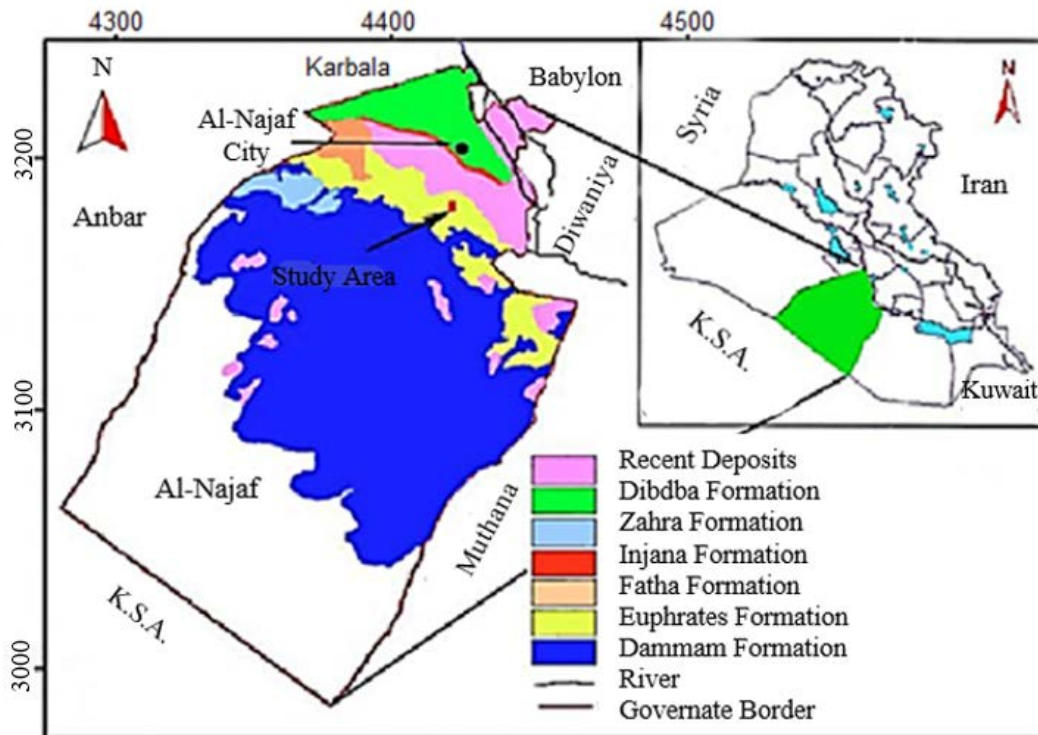 4300
4400
4500
N
Karbala
Babylon
Al-Najaf
City
3200
Anbar
Diwaniya
Study Area
3100
Al-Najaf
Muthana
K.S.A.
3000
N
Syria
Iran
K.S.A.
Kuwait
Recent Deposits
Dibdba Formation
Zahra Formation
Injana Formation
Fatha Formation
Euphrates Formation
Dammam Formation
River
Governate Border